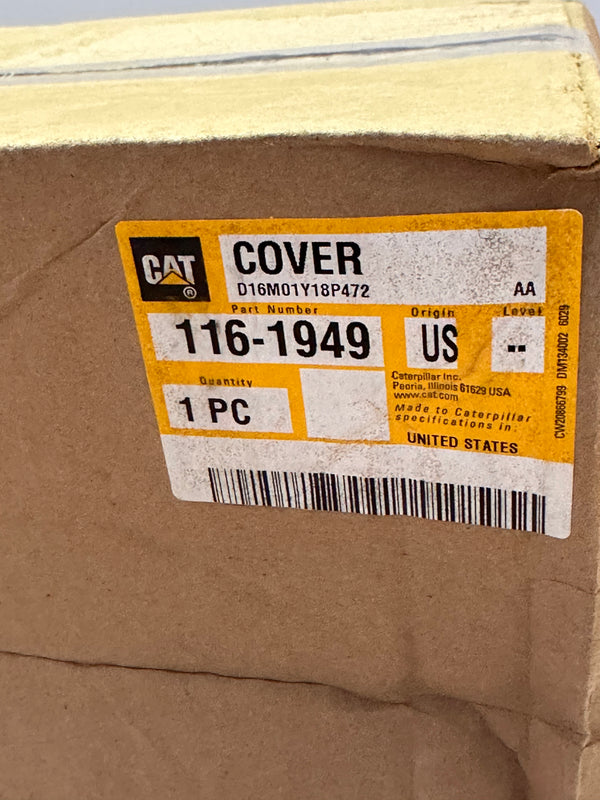 CAT
®
COVER
D16M01Y18P472
AA
Part Number
Origin
Level
116-1949
US
--
Quantity
1 PC
Caterpillar Inc.
Peoria, Illinois 61629 USA
www.cat.com
Made to Caterpillar
specifications in:
UNITED STATES
CW20866799 DM134002 6029